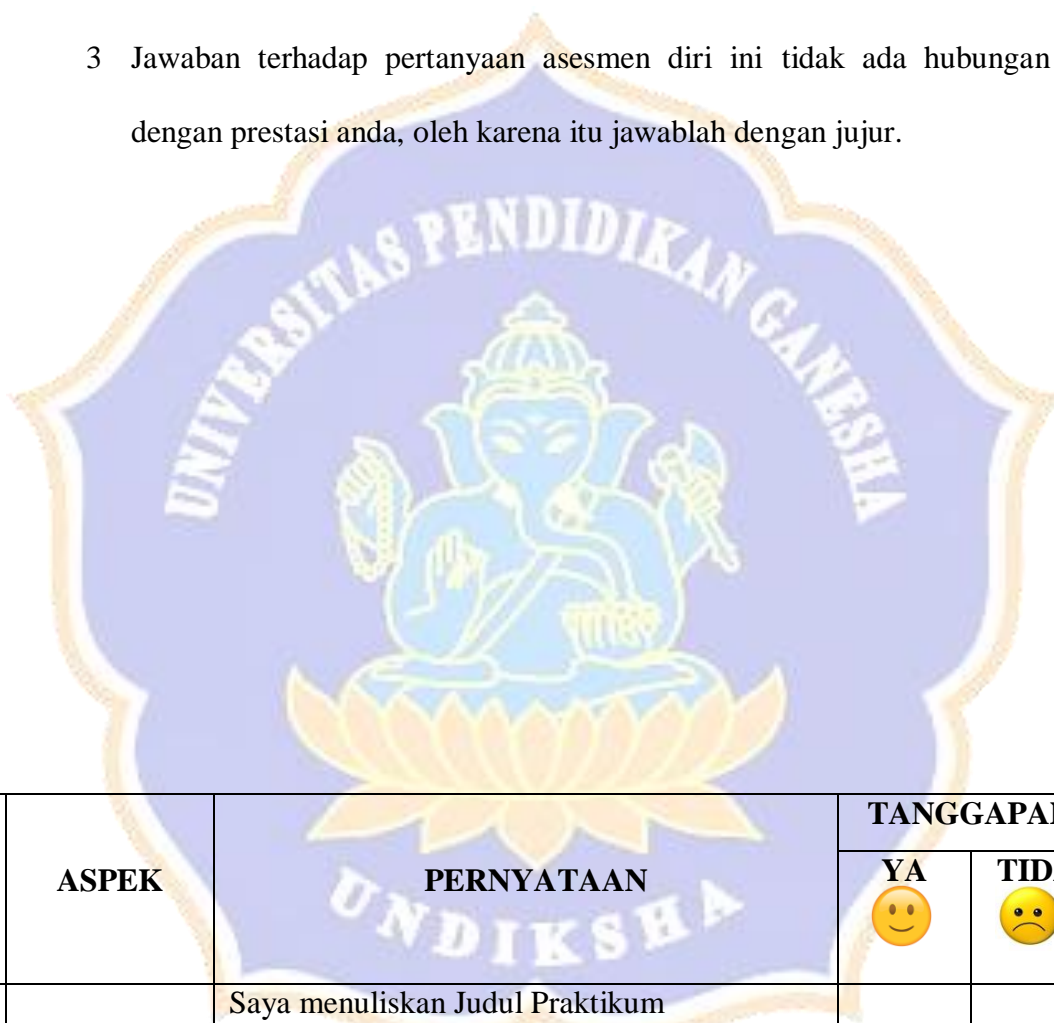 3 Jawaban terhadap pertanyaan asesmen diri ini tidak ada hubungan
dengan prestasi anda, oleh karena itu jawablah dengan jujur.
UNIVERSITAS PENDIDIKAN GANESHA
UNDIKSHA
ASPEK
PERNYATAAN
TANGGAPAN
YA
Saya menuliskan Judul Praktikum